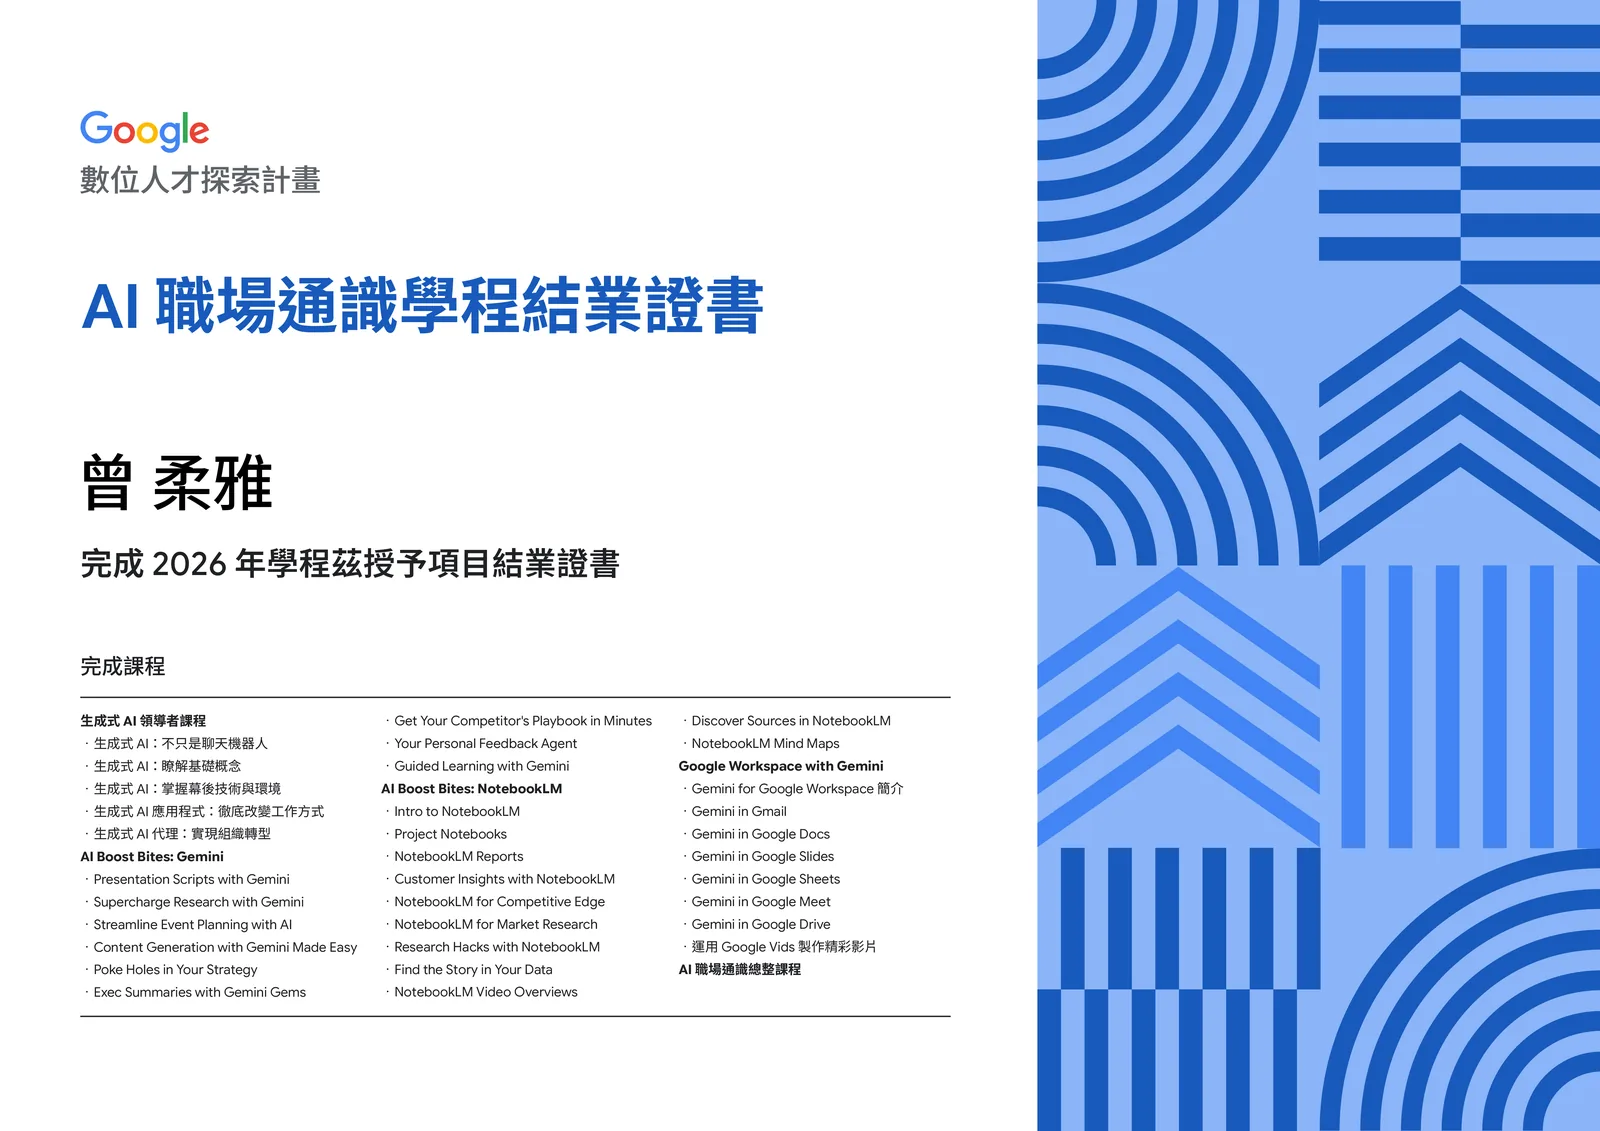 Google
數位人才探索計畫
AI 職場通識學程結業證書
曾 柔雅
完成 2026 年學程茲授予項目結業證書
完成課程
生成式 AI 領導者課程
· 生成式 AI：不只是聊天機器人
· 生成式 AI：瞭解基礎概念
· 生成式 AI：掌握幕後技術與環境
· 生成式 AI 應用程式：徹底改變工作方式
· 生成式 AI 代理：實現組織轉型
AI Boost Bites: Gemini
· Presentation Scripts with Gemini
· Supercharge Research with Gemini
· Streamline Event Planning with AI
· Content Generation with Gemini Made Easy
· Poke Holes in Your Strategy
· Exec Summaries with Gemini Gems
· Get Your Competitor's Playbook in Minutes
· Your Personal Feedback Agent
· Guided Learning with Gemini
AI Boost Bites: NotebookLM
· Intro to NotebookLM
· Project Notebooks
· NotebookLM Reports
· Customer Insights with NotebookLM
· NotebookLM for Competitive Edge
· NotebookLM for Market Research
· Research Hacks with NotebookLM
· Find the Story in Your Data
· NotebookLM Video Overviews
· Discover Sources in NotebookLM
· NotebookLM Mind Maps
Google Workspace with Gemini
· Gemini for Google Workspace 簡介
· Gemini in Gmail
· Gemini in Google Docs
· Gemini in Google Slides
· Gemini in Google Sheets
· Gemini in Google Meet
· Gemini in Google Drive
· 運用 Google Vids 製作精彩影片
AI 職場通識總整課程